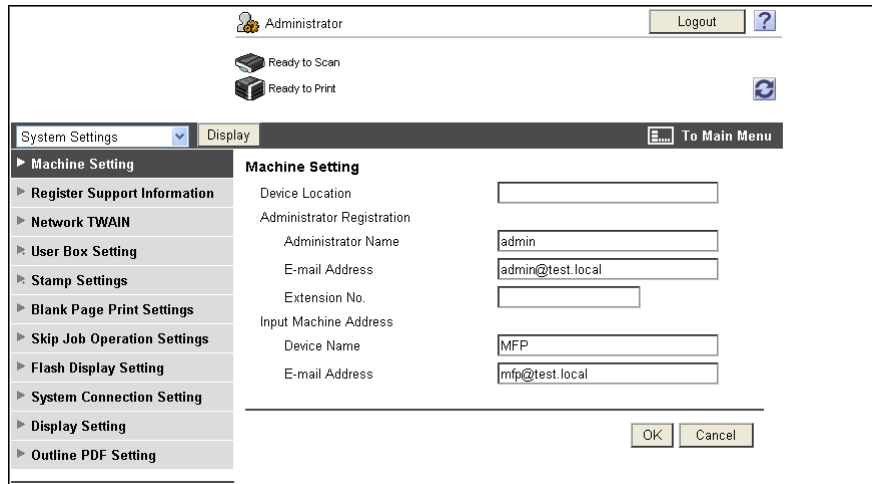 Administrator
Logout
?
Ready to Scan
Ready to Print
System Settings
Display
To Main Menu
Machine Setting
Register Support Information
Network TWAIN
User Box Setting
Stamp Settings
Blank Page Print Settings
Skip Job Operation Settings
Flash Display Setting
System Connection Setting
Display Setting
Outline PDF Setting
Machine Setting
Device Location
Administrator Registration
Administrator Name admin
E-mail Address admin@test.local
Extension No.
Input Machine Address
Device Name MFP
E-mail Address mfp@test.local
OK Cancel